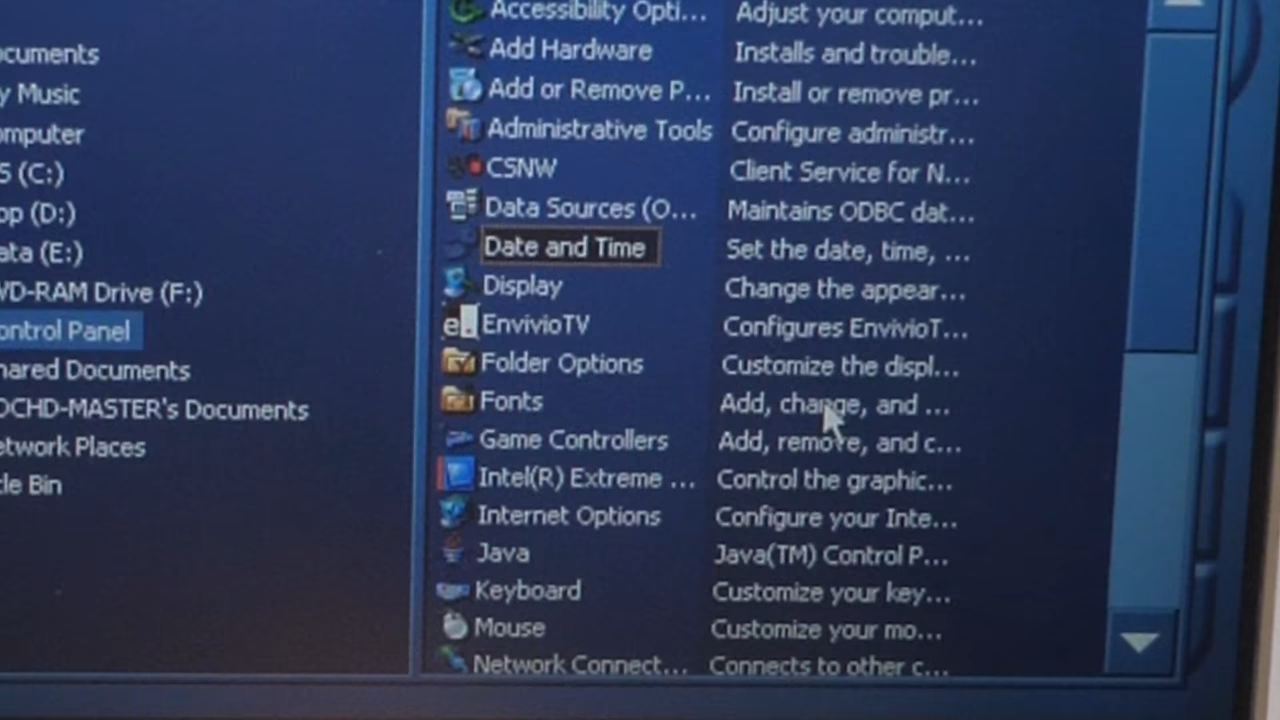 ocuments
y Music
omputer
S (C:)
op (D:)
ata (E:)
VD-RAM Drive (F:)
ontrol Panel
hared Documents
OCHD-MASTER's Documents
etwork Places
cle Bin
Accessibility Opti... Adjust your comput...
Add Hardware Installs and trouble...
Add or Remove P... Install or remove pr...
Administrative Tools Configure administr...
CSNW Client Service for N...
Data Sources (O... Maintains ODBC dat...
Date and Time Set the date, time, ...
Display Change the appear...
EnvivioTV Configures EnvivioT...
Folder Options Customize the displ...
Fonts Add, change, and ...
Game Controllers Add, remove, and c...
Intel(R) Extreme ... Control the graphic...
Internet Options Configure your Inte...
Java Java(TM) Control P...
Keyboard Customize your key...
Mouse Customize your mo...
Network Connect... Connects to other c...